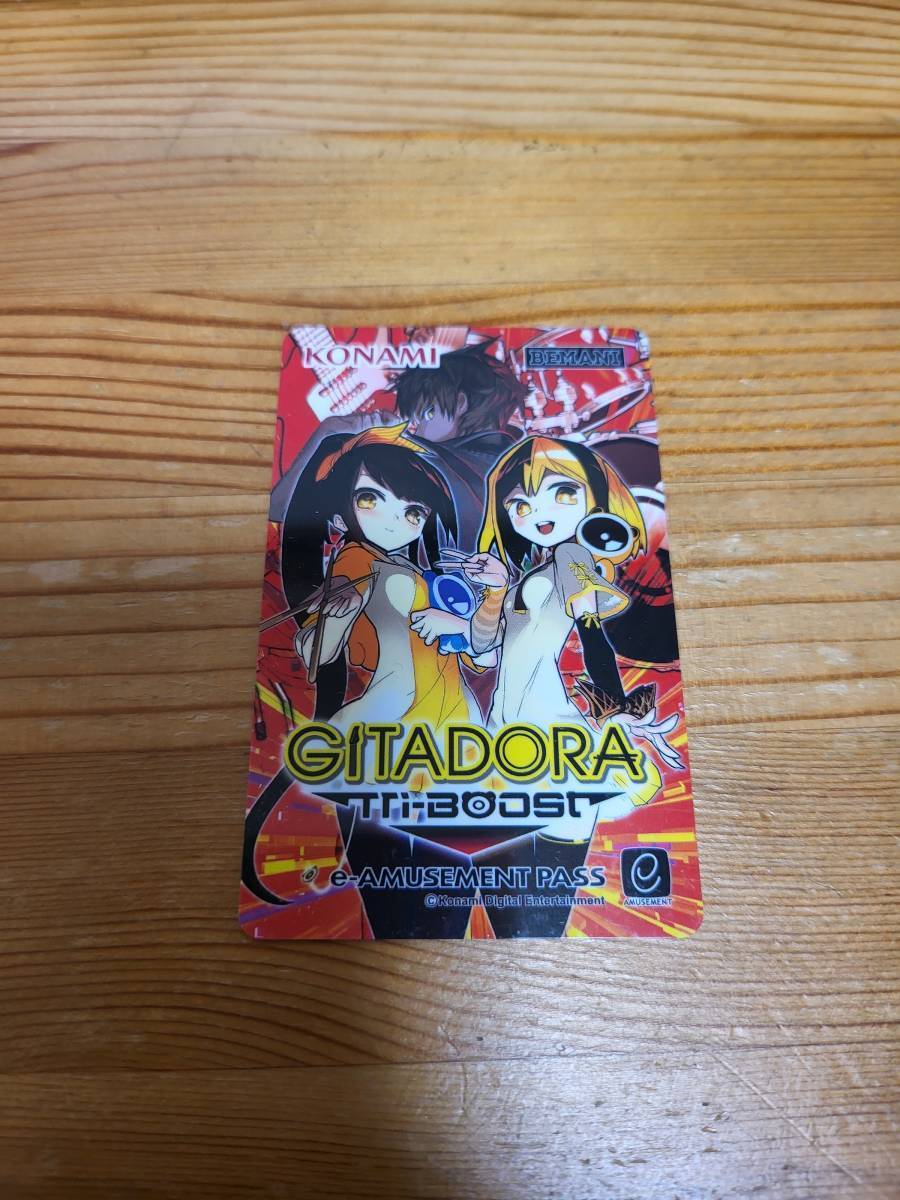 KONAMI
BEMANI
GITADORA
Tri-BOOST
e-AMUSEMENT PASS
©Konami Digital Entertainment
e
AMUSEMENT